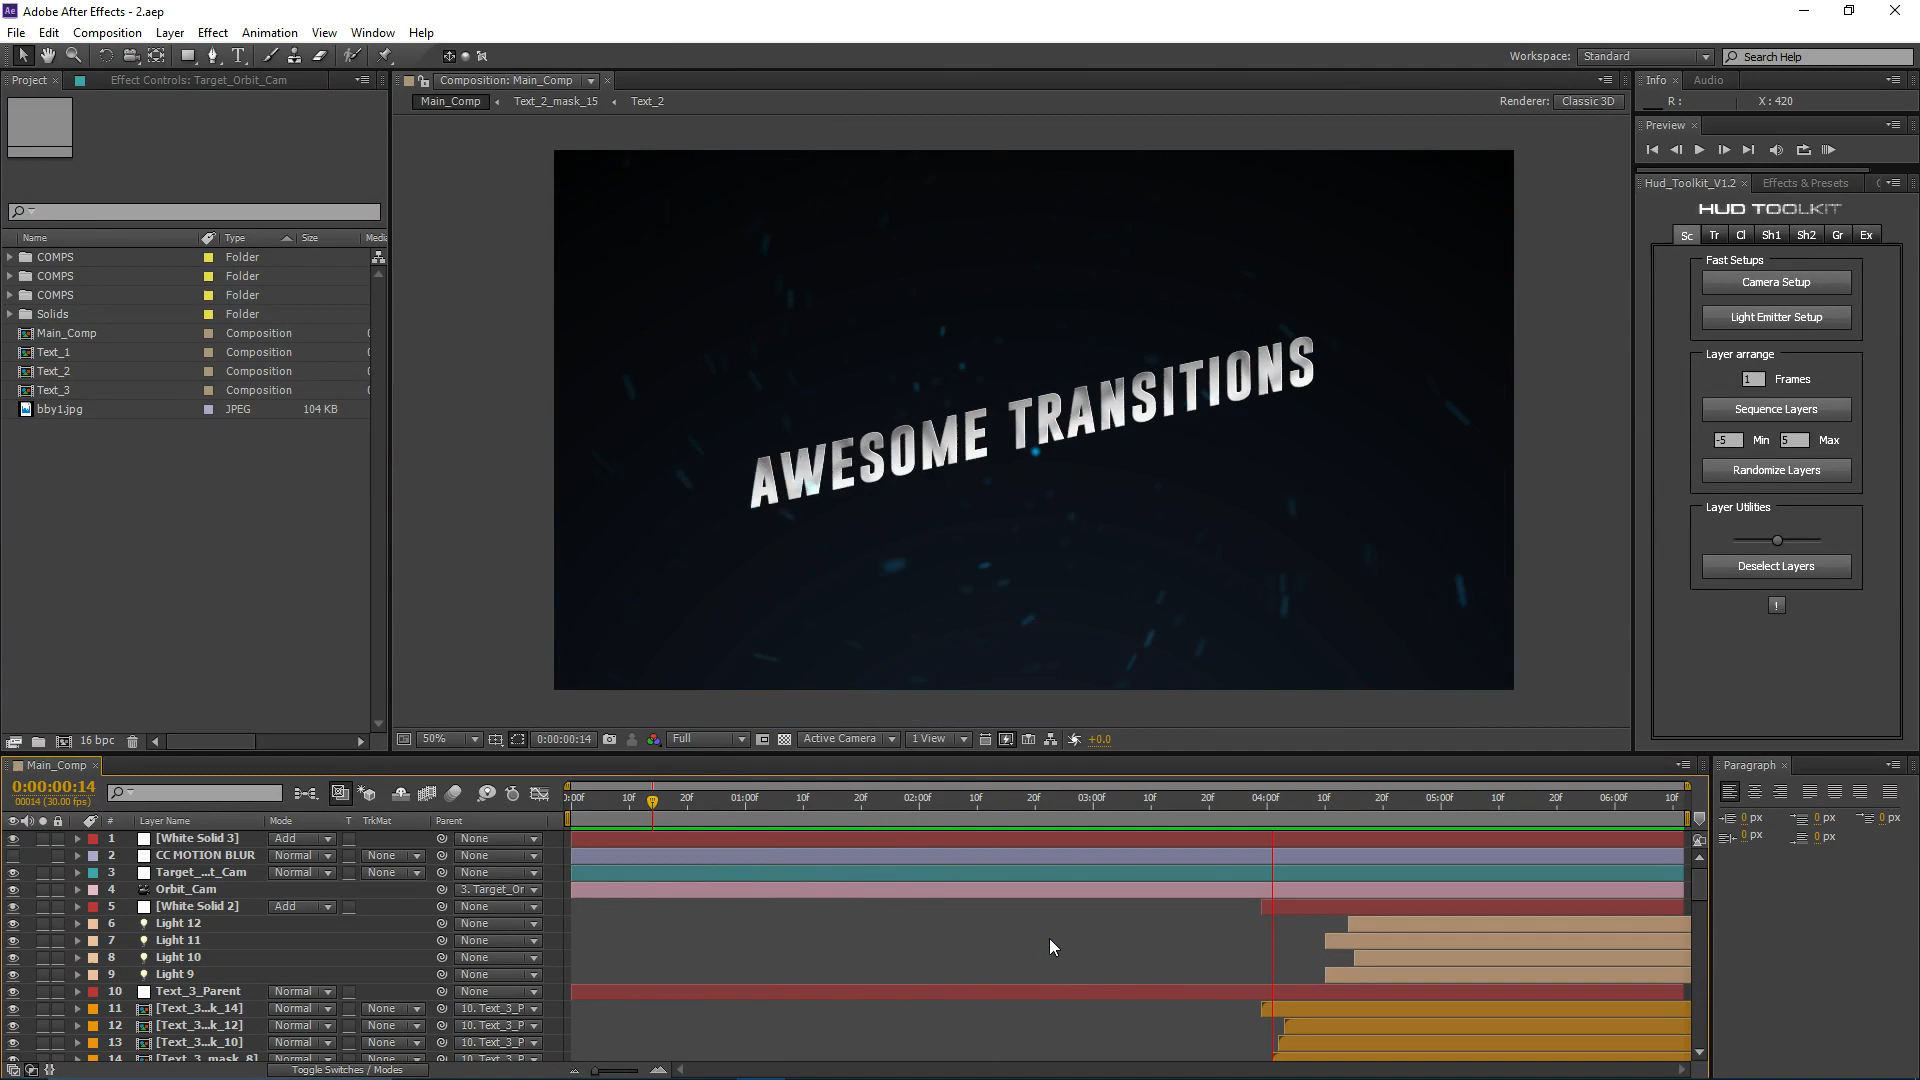 Adobe After Effects - 2.aep
File Edit Composition Layer Effect Animation View Window Help
Workspace: Standard Search Help
Project Effect Controls: Target_Orbit_Cam
Composition: Main_Comp
Info Audio
Main_Comp Text_2_mask_15 Text_2
Renderer: Classic 3D
R : X : 420
Preview
Hud_Toolkit_V1.2 Effects & Presets
HUD TOOLKIT
Sc Tr Cl Sh1 Sh2 Gr Ex
Fast Setups
Camera Setup
Light Emitter Setup
Layer arrange
1 Frames
Sequence Layers
-5 Min 5 Max
Randomize Layers
Layer Utilities
Deselect Layers
!
Name Type Size Media
COMPS Folder
COMPS Folder
COMPS Folder
Solids Folder
Main_Comp Composition
Text_1 Composition
Text_2 Composition
Text_3 Composition
bby1.jpg JPEG 104 KB
AWESOME TRANSITIONS
16 bpc
50% 0:00:00:14 Full Active Camera 1 View +0.0
Main_Comp
Paragraph
0:00:00:14
00014 (30.00 fps)
:00f 10f 20f 01:00f 10f 20f 02:00f 10f 20f 03:00f 10f 20f 04:00f 10f 20f 05:00f 10f 20f 06:00f 10f
0 px 0 px 0 px
0 px 0 px
# Layer Name Mode T TrkMat Parent
1 [White Solid 3] Add None
2 CC MOTION BLUR Normal None None
3 Target_...t_Cam Normal None None
4 Orbit_Cam 3. Target_Or
5 [White Solid 2] Add None
6 Light 12 None
7 Light 11 None
8 Light 10 None
9 Light 9 None
10 Text_3_Parent Normal None
11 [Text_3...k_14] Normal None 10. Text_3_P
12 [Text_3...k_12] Normal None 10. Text_3_P
13 [Text_3...k_10] Normal None 10. Text_3_P
14 [Text_3_mask_8] Normal None 10. Text_3_P
Toggle Switches / Modes